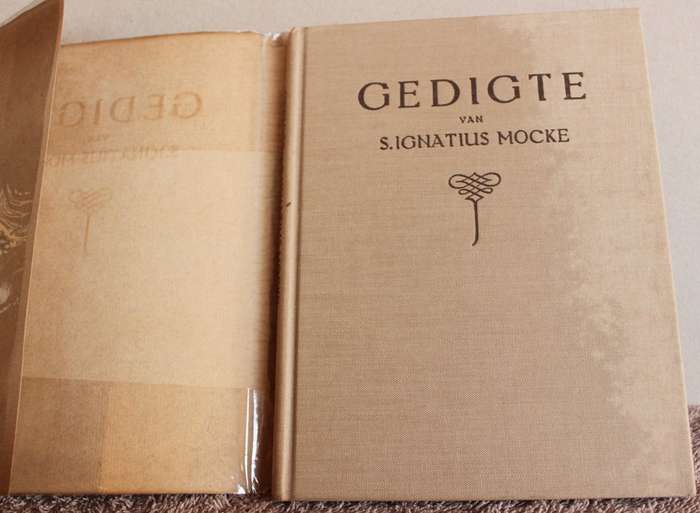 GEDIGTE
VAN
S. IGNATIUS MOCKE